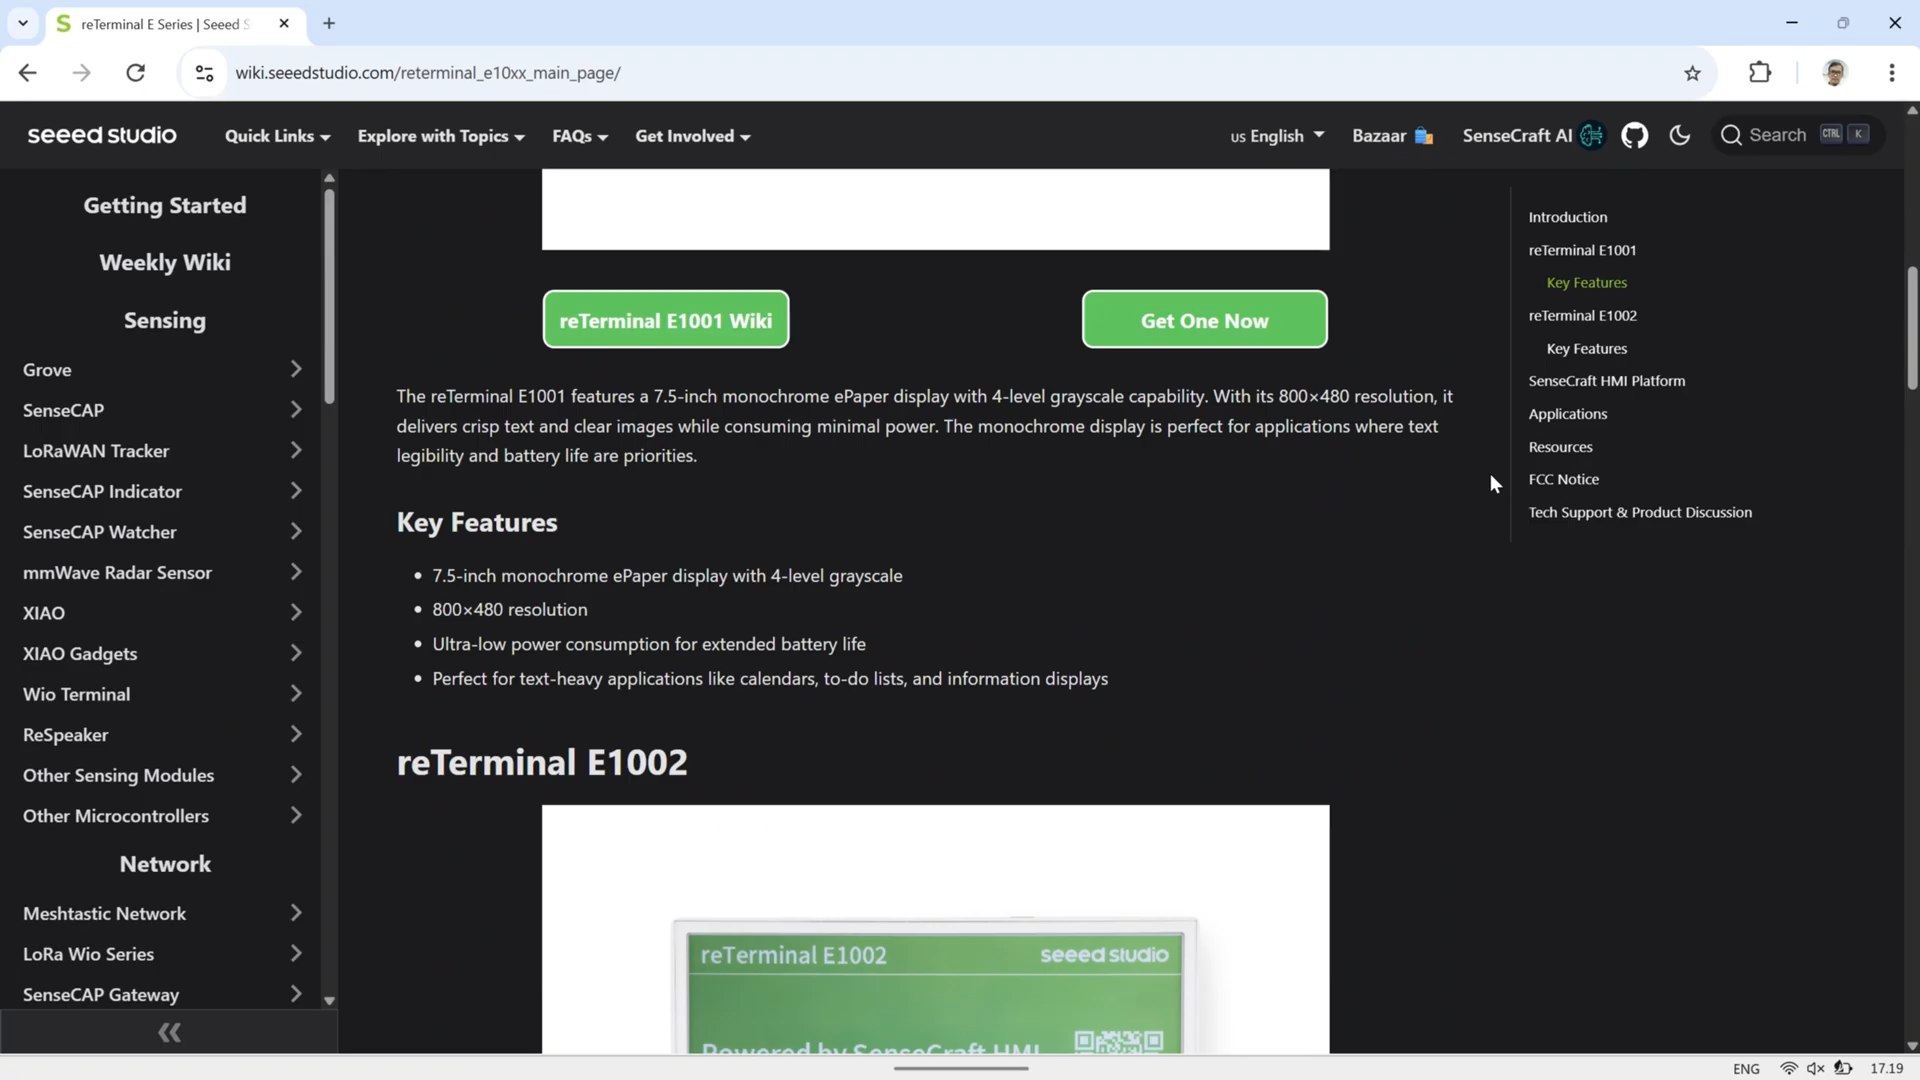 reTerminal E Series | Seeed S
wiki.seeedstudio.com/reterminal_e10xx_main_page/
seeed studio
Quick Links
Explore with Topics
FAQs
Get Involved
us English
Bazaar
SenseCraft AI
Search CTRL K
Getting Started
Weekly Wiki
Sensing
Grove
SenseCAP
LoRaWAN Tracker
SenseCAP Indicator
SenseCAP Watcher
mmWave Radar Sensor
XIAO
XIAO Gadgets
Wio Terminal
ReSpeaker
Other Sensing Modules
Other Microcontrollers
Network
Meshtastic Network
LoRa Wio Series
SenseCAP Gateway
reTerminal E1001 Wiki
Get One Now
The reTerminal E1001 features a 7.5-inch monochrome ePaper display with 4-level grayscale capability. With its 800×480 resolution, it
delivers crisp text and clear images while consuming minimal power. The monochrome display is perfect for applications where text
legibility and battery life are priorities.
Key Features
• 7.5-inch monochrome ePaper display with 4-level grayscale
• 800×480 resolution
• Ultra-low power consumption for extended battery life
• Perfect for text-heavy applications like calendars, to-do lists, and information displays
reTerminal E1002
reTerminal E1002
seeed studio
Powered by SenseCraft HMI
Introduction
reTerminal E1001
Key Features
reTerminal E1002
Key Features
SenseCraft HMI Platform
Applications
Resources
FCC Notice
Tech Support & Product Discussion
ENG
17.19